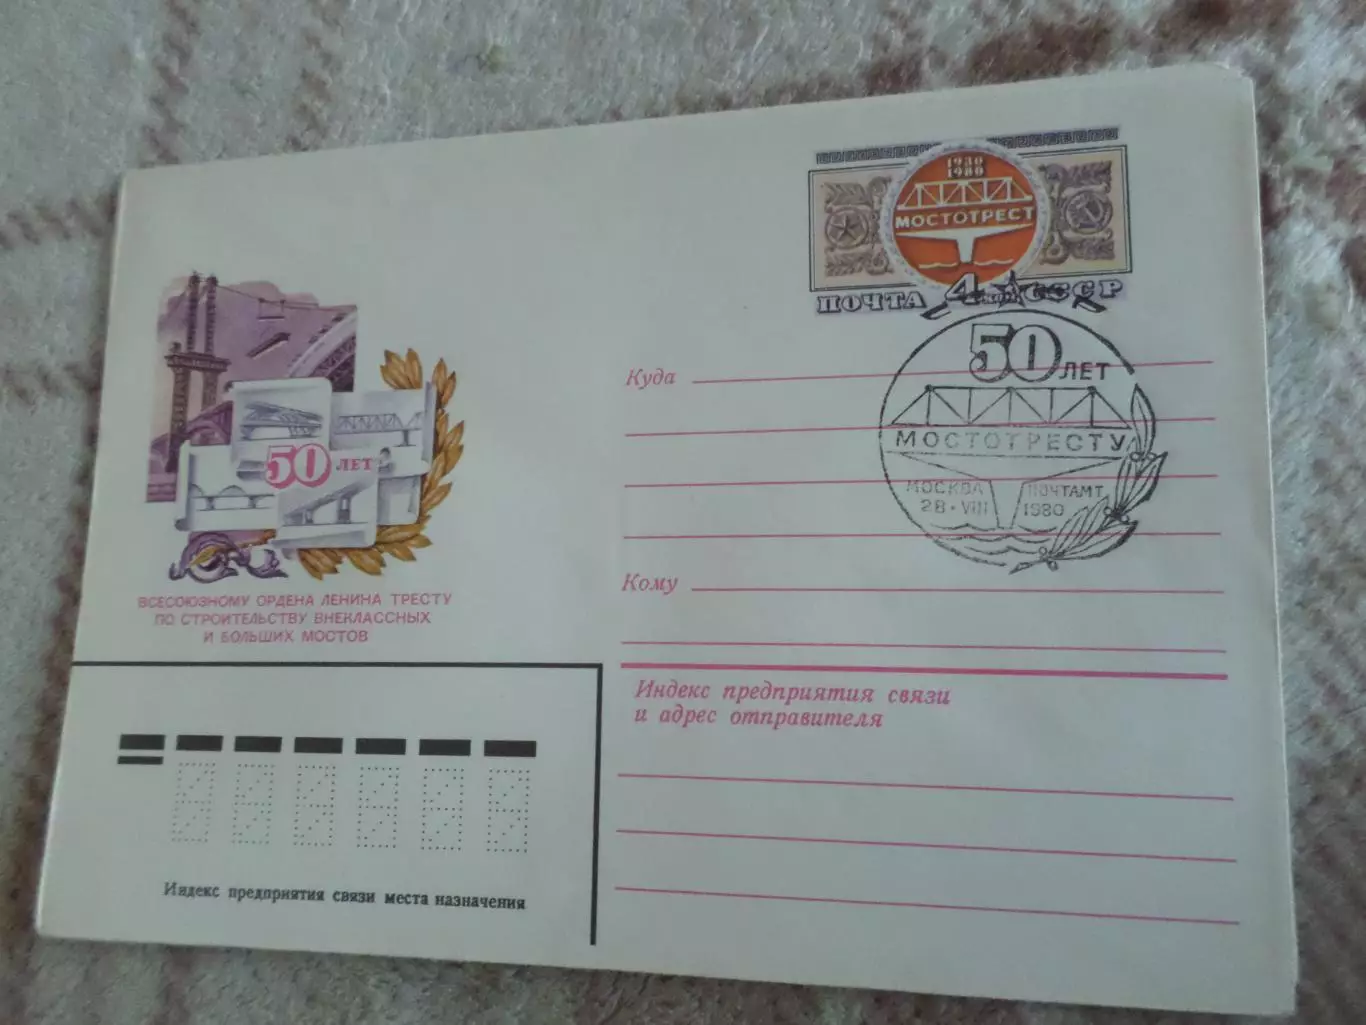 1930
1980
МОСТОТРЕСТ
ПОЧТА 4 СССР
50 ЛЕТ
МОСТОТРЕСТУ
МОСКВА ПОЧТАМТ
28·VIII 1980
50 ЛЕТ
ВСЕСОЮЗНОМУ ОРДЕНА ЛЕНИНА ТРЕСТУ
ПО СТРОИТЕЛЬСТВУ ВНЕКЛАССНЫХ
И БОЛЬШИХ МОСТОВ
Куда
Кому
Индекс предприятия связи
и адрес отправителя
Индекс предприятия связи места назначения